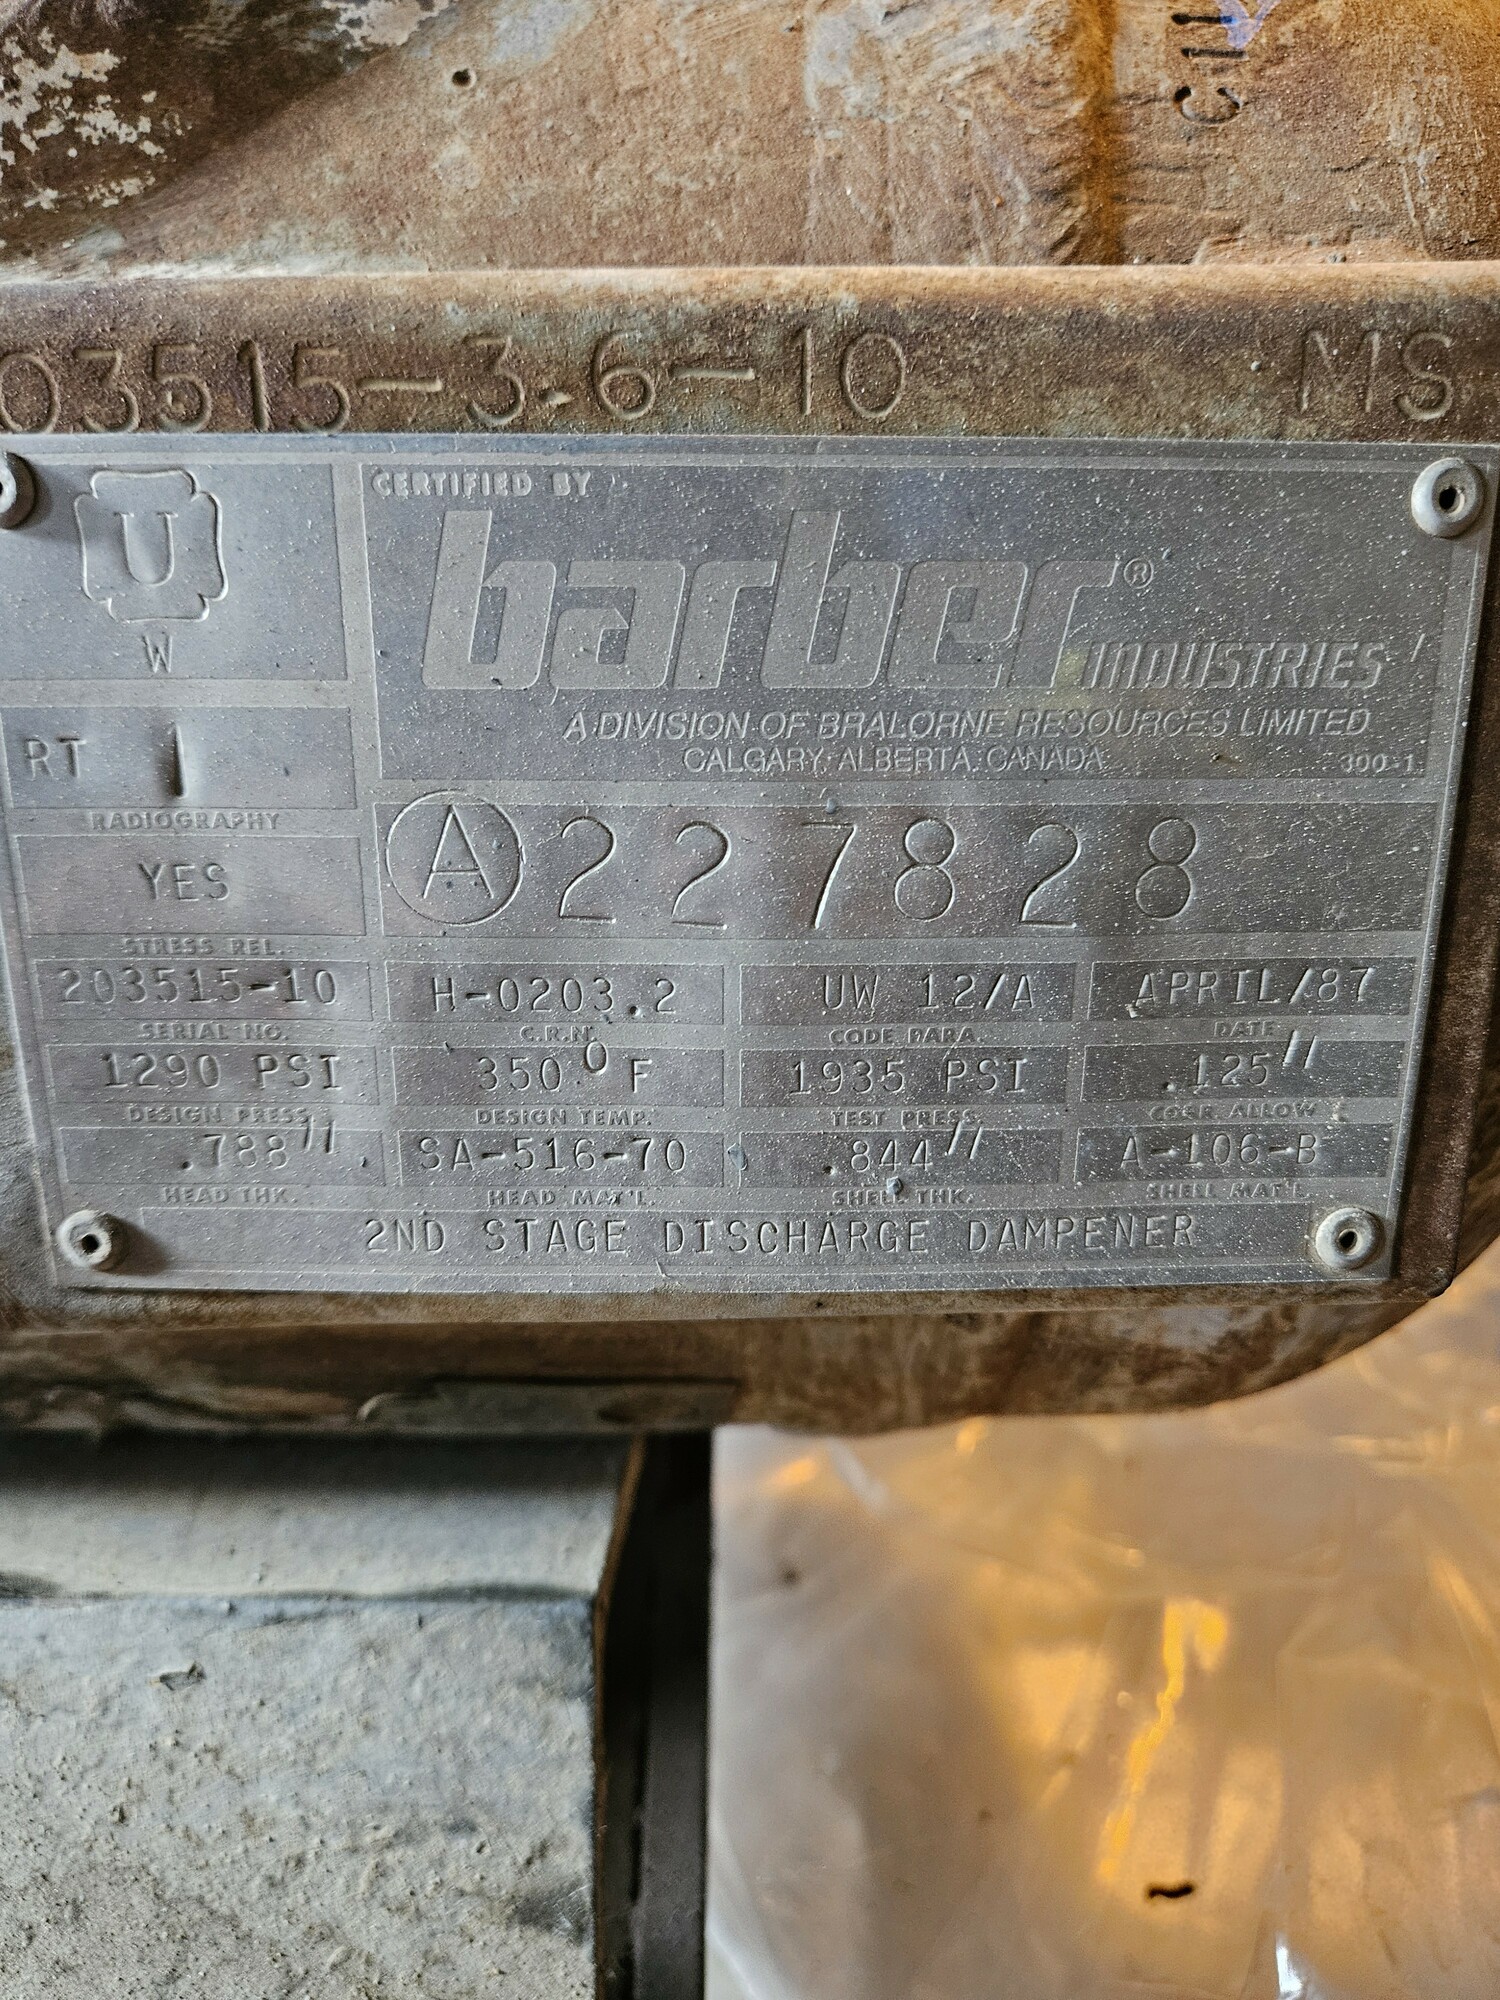 C1L
03515-3.6-10 MS
U
W
CERTIFIED BY
barber®
INDUSTRIES
A DIVISION OF BRALORNE RESOURCES LIMITED
CALGARY, ALBERTA, CANADA
300-1
RT 1
RADIOGRAPHY
A 227828
YES
STRESS REL.
203515-10 H-0203.2 UW 12/A APRIL/87
SERIAL NO. C.R.N. CODE PARA. DATE
1290 PSI 350° F 1935 PSI .125"
DESIGN PRESS. DESIGN TEMP. TEST PRESS. CORR. ALLOW
.788" SA-516-70 .844" A-106-B
HEAD THK. HEAD MAT'L SHELL THK. SHELL MAT'L
2ND STAGE DISCHARGE DAMPENER